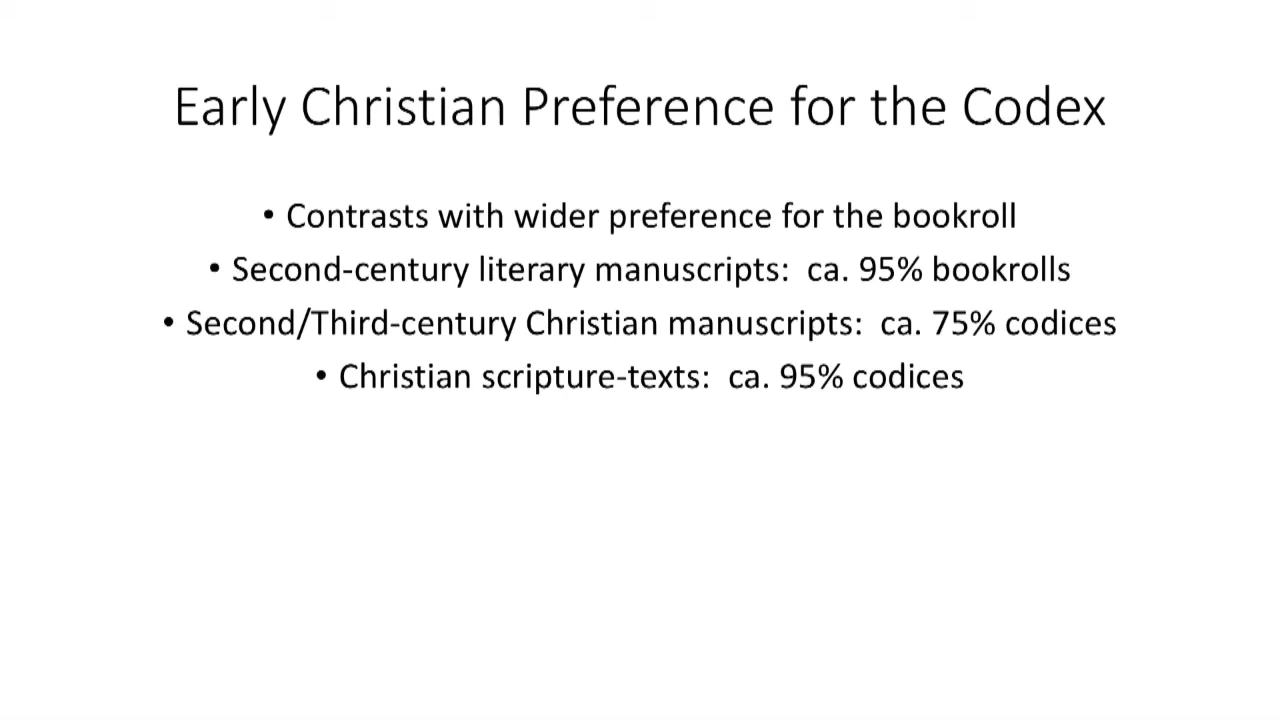 Early Christian Preference for the Codex
• Contrasts with wider preference for the bookroll
• Second-century literary manuscripts:  ca. 95% bookrolls
• Second/Third-century Christian manuscripts:  ca. 75% codices
• Christian scripture-texts:  ca. 95% codices